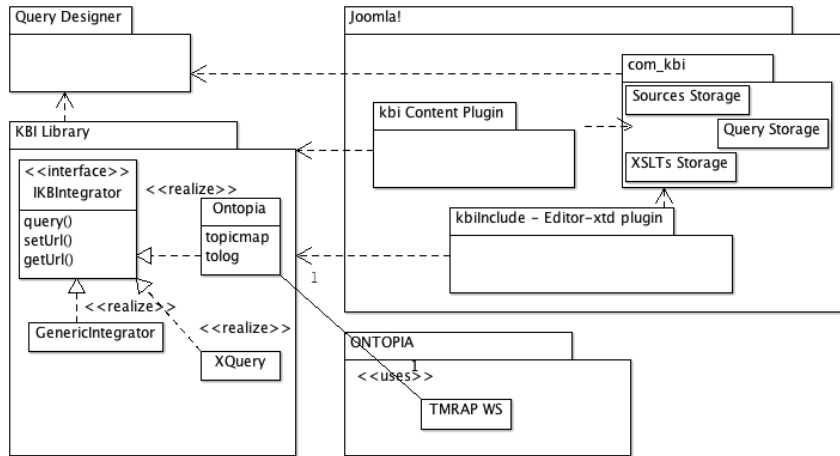 Query Designer
Joomla!
com_kbi
Sources Storage
kbi Content Plugin
Query Storage
KBI Library
XSLTs Storage
<<interface>>
IKBIntegrator
<<realize>>
query()
setUrl()
getUrl()
Ontopia
topicmap
tolog
kbiInclude - Editor-xtd plugin
1
<<realize>>
GenericIntegrator
<<realize>>
XQuery
ONTOPIA
1
<<uses>>
TMRAP WS